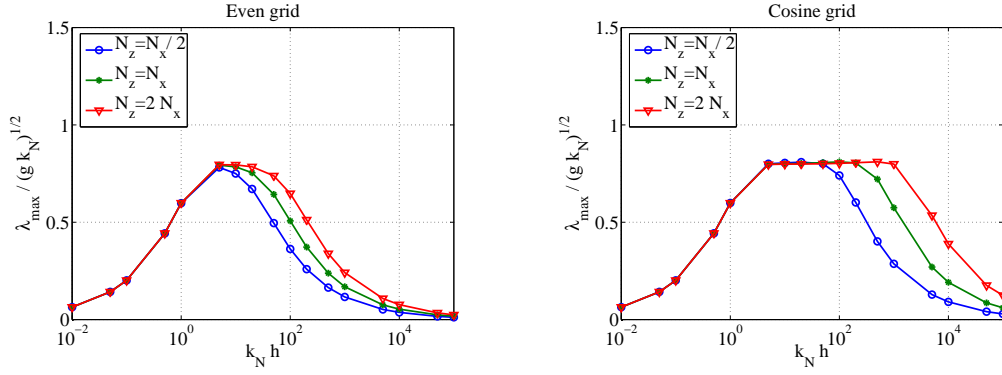 Even grid
1.5
1
0.5
0
λ_max / (g k_N)^1/2
N_z=N_x / 2
N_z=N_x
N_z=2 N_x
10^−2
10^0
10^2
10^4
k_N h
Cosine grid
1.5
1
0.5
0
λ_max / (g k_N)^1/2
N_z=N_x / 2
N_z=N_x
N_z=2 N_x
10^−2
10^0
10^2
10^4
k_N h